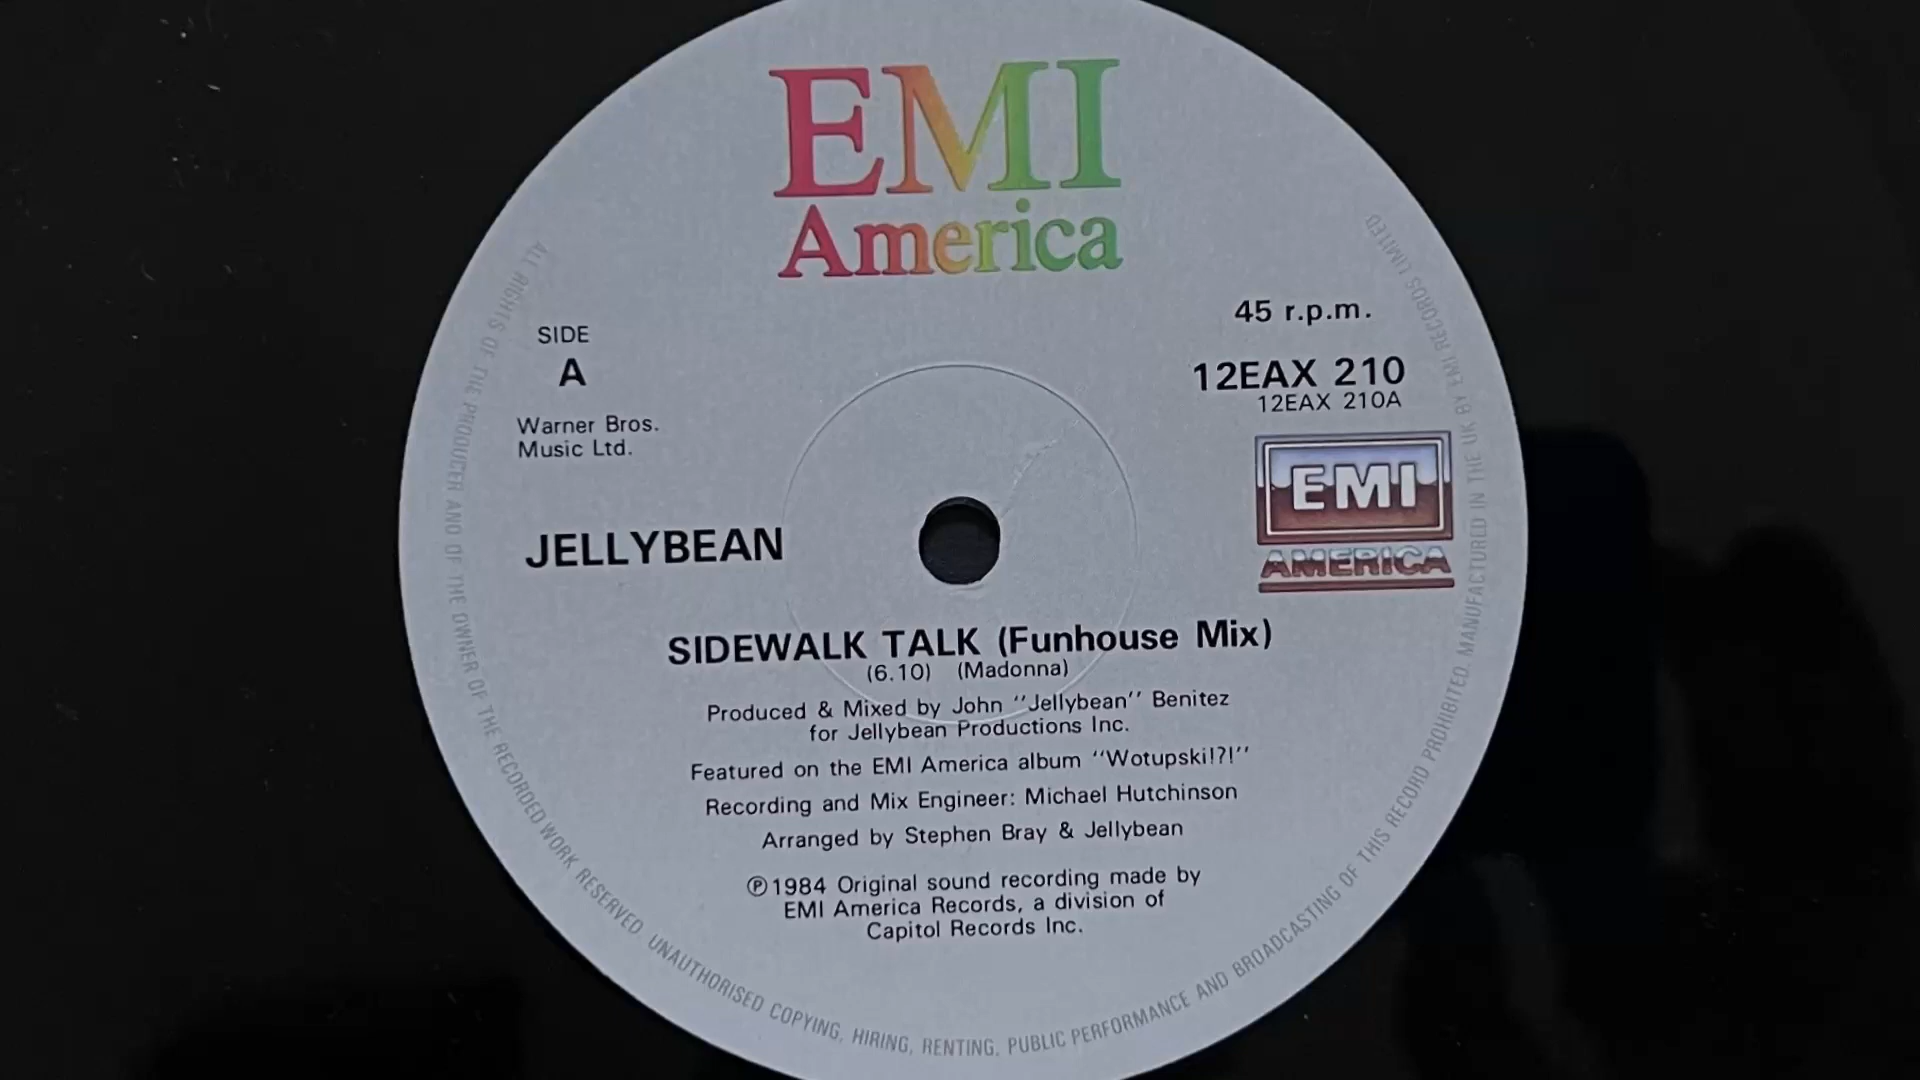 EMI
America
SIDE
A
Warner Bros.
Music Ltd.
45 r.p.m.
12EAX 210
12EAX 210A
EMI
AMERICA
JELLYBEAN
SIDEWALK TALK (Funhouse Mix)
(6.10) (Madonna)
Produced & Mixed by John "Jellybean" Benitez
for Jellybean Productions Inc.
Featured on the EMI America album "Wotupski!?!"
Recording and Mix Engineer: Michael Hutchinson
Arranged by Stephen Bray & Jellybean
℗1984 Original sound recording made by
EMI America Records, a division of
Capitol Records Inc.
ALL RIGHTS OF THE PRODUCER AND OF THE OWNER OF THE RECORDED WORK RESERVED UNAUTHORISED COPYING, HIRING, RENTING, PUBLIC PERFORMANCE AND BROADCASTING OF THIS RECORD PROHIBITED. MANUFACTURED IN THE UK BY EMI RECORDS LIMITED